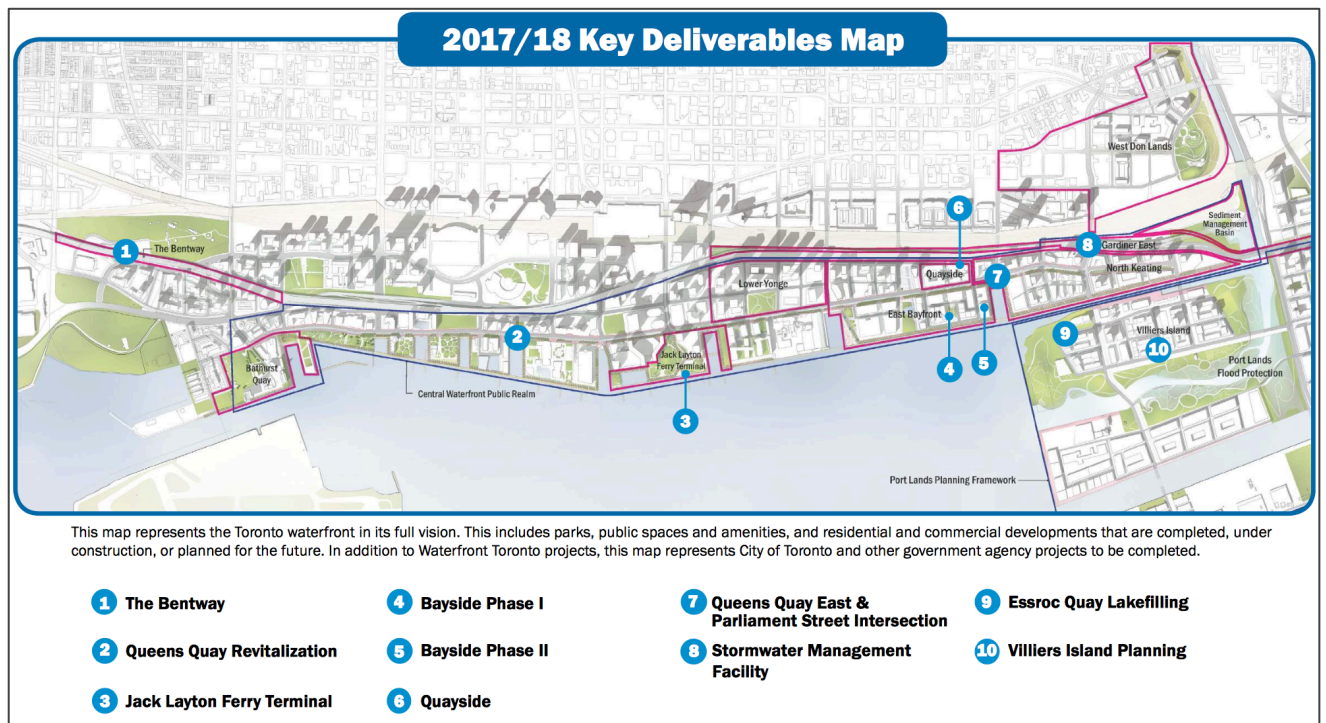 2017/18 Key Deliverables Map
6
West Don Lands
1
The Bentway
8
Sediment
Management
Basin
Gardiner East
Quayside
7
North Keating
Lower Yonge
East Bayfront
2
9
Villiers Island
10
4
5
Jack Layton
Ferry Terminal
Bathurst
Quay
Port Lands
Flood Protection
Central Waterfront Public Realm
3
Port Lands Planning Framework
This map represents the Toronto waterfront in its full vision. This includes parks, public spaces and amenities, and residential and commercial developments that are completed, under
construction, or planned for the future. In addition to Waterfront Toronto projects, this map represents City of Toronto and other government agency projects to be completed.
1 The Bentway
2 Queens Quay Revitalization
3 Jack Layton Ferry Terminal
4 Bayside Phase I
5 Bayside Phase II
6 Quayside
7 Queens Quay East &
Parliament Street Intersection
8 Stormwater Management
Facility
9 Essroc Quay Lakefilling
10 Villiers Island Planning